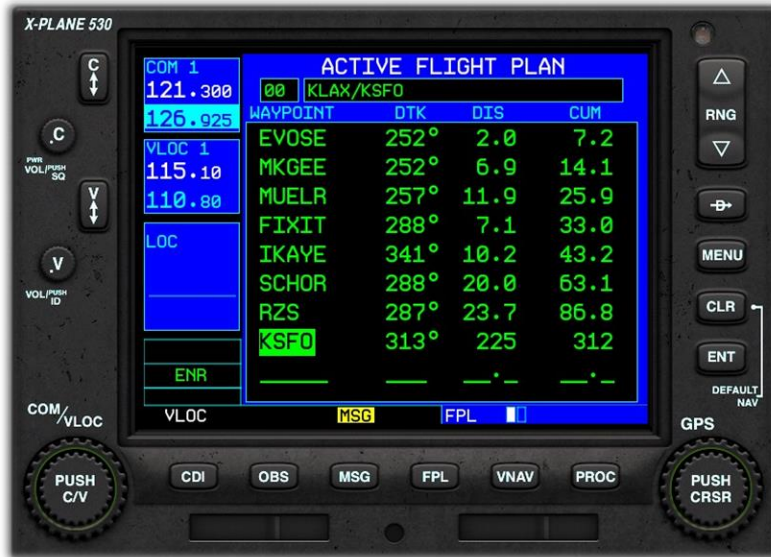 X-PLANE 530
C
.C
PWR
VOL/PUSH
SQ
V
.V
VOL/PUSH
ID
COM/VLOC
PUSH
C/V
COM 1
121.300
126.925
VLOC 1
115.10
110.80
LOC
ENR
VLOC
ACTIVE FLIGHT PLAN
00 KLAX/KSFO
WAYPOINT DTK DIS CUM
EVOSE 252° 2.0 7.2
MKGEE 252° 6.9 14.1
MUELR 257° 11.9 25.9
FIXIT 288° 7.1 33.0
IKAYE 341° 10.2 43.2
SCHOR 288° 20.0 63.1
RZS 287° 23.7 86.8
KSFO 313° 225 312
_____ ___ __._ __._
MSG
FPL
RNG
D
MENU
CLR
ENT
DEFAULT
NAV
GPS
PUSH
CRSR
CDI
OBS
MSG
FPL
VNAV
PROC